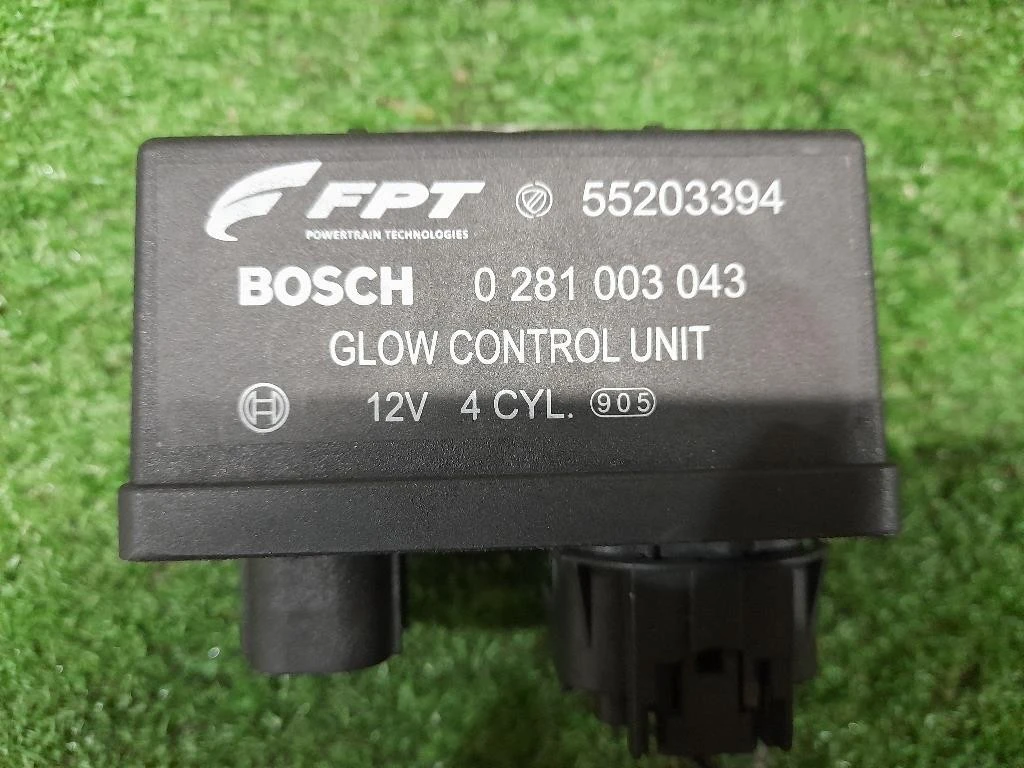 FPT 55203394
POWERTRAIN TECHNOLOGIES
BOSCH 0 281 003 043
GLOW CONTROL UNIT
12V 4 CYL. 905